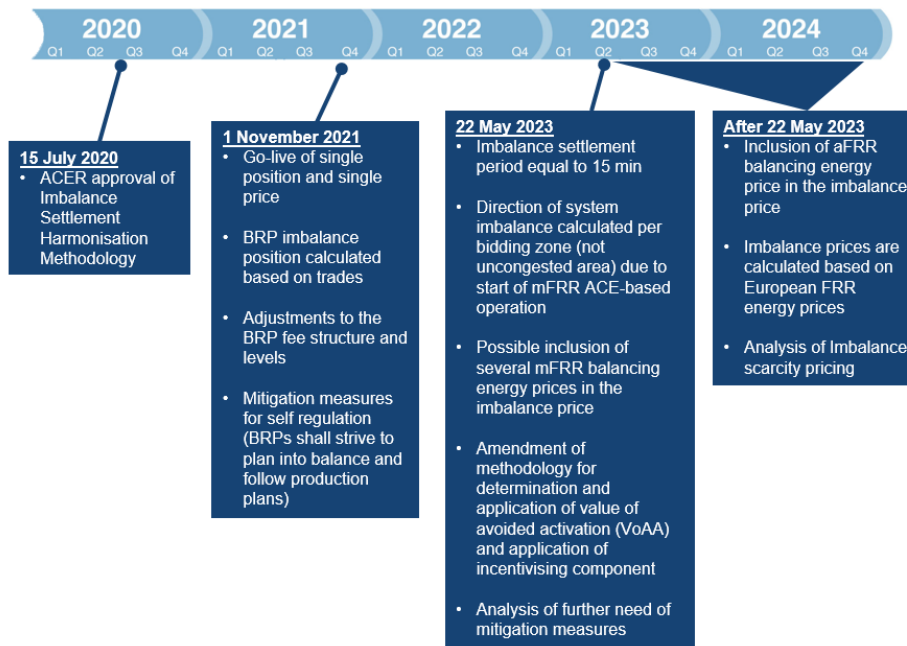 2020
Q1 Q2 Q3 Q4
2021
Q1 Q2 Q3 Q4
2022
Q1 Q2 Q3 Q4
2023
Q1 Q2 Q3 Q4
2024
Q1 Q2 Q3 Q4
15 July 2020
• ACER approval of
Imbalance
Settlement
Harmonisation
Methodology
1 November 2021
• Go-live of single
position and single
price
• BRP imbalance
position calculated
based on trades
• Adjustments to the
BRP fee structure and
levels
• Mitigation measures
for self regulation
(BRPs shall strive to
plan into balance and
follow production
plans)
22 May 2023
• Imbalance settlement
period equal to 15 min
• Direction of system
imbalance calculated per
bidding zone (not
uncongested area) due to
start of mFRR ACE-based
operation
• Possible inclusion of
several mFRR balancing
energy prices in the
imbalance price
• Amendment of
methodology for
determination and
application of value of
avoided activation (VoAA)
and application of
incentivising component
• Analysis of further need of
mitigation measures
After 22 May 2023
• Inclusion of aFRR
balancing energy
price in the imbalance
price
• Imbalance prices are
calculated based on
European FRR
energy prices
• Analysis of Imbalance
scarcity pricing